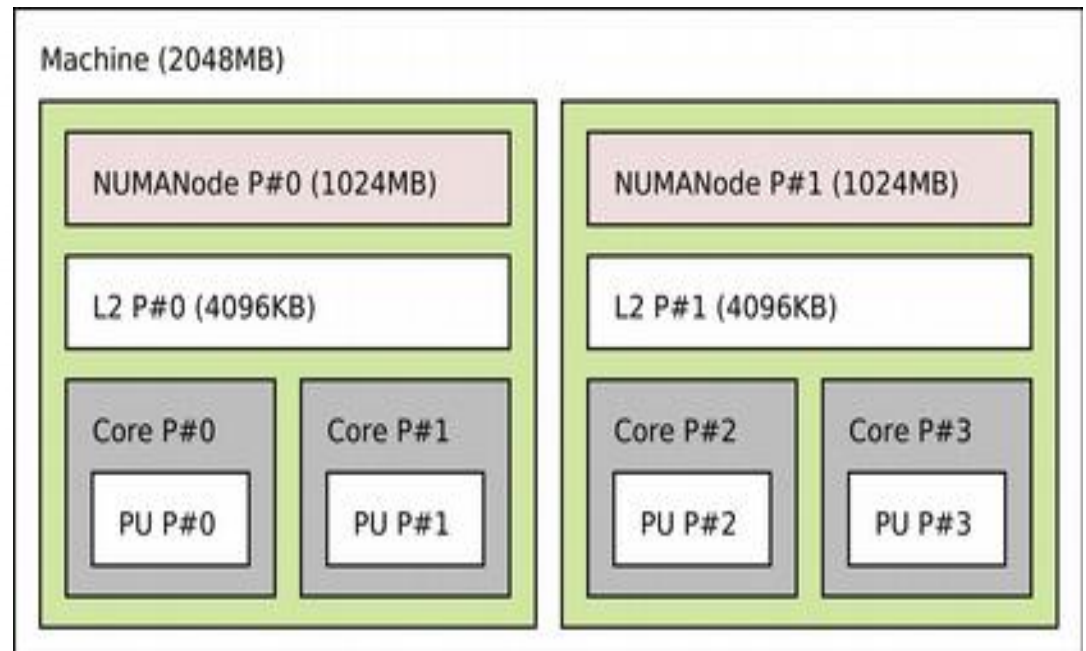 Machine (2048MB)
NUMANode P#0 (1024MB)
L2 P#0 (4096KB)
Core P#0
PU P#0
Core P#1
PU P#1
NUMANode P#1 (1024MB)
L2 P#1 (4096KB)
Core P#2
PU P#2
Core P#3
PU P#3